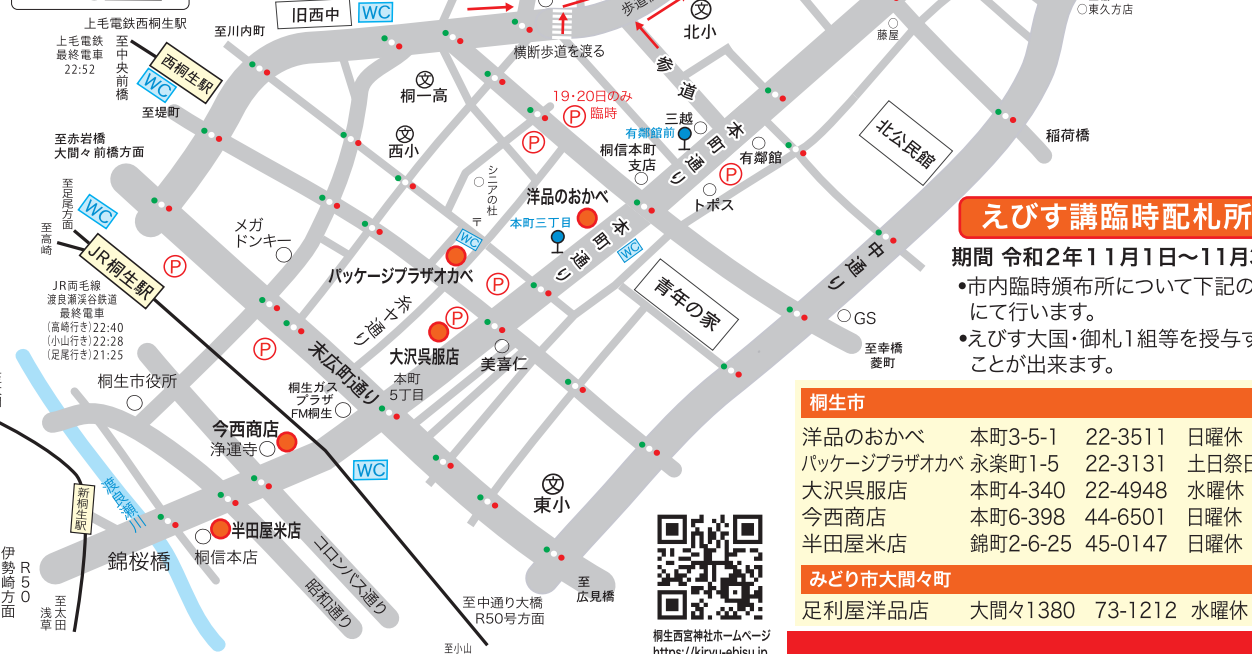 上毛電鉄西桐生駅
旧西中
WC
至川内町
上毛電鉄
最終電車
22:52
至中央前橋
西桐生駅
WC
至堤町
至赤岩橋
大間々 前橋方面
横断歩道を渡る
歩道
文
北小
藤屋
東久方店
文
桐一高
参道
19・20日のみ
P 臨時
P
三越
有鄰館前
本町通り
有鄰館
北公民館
稲荷橋
文
西小
桐信本町
支店
P
トポス
シニアの杜
〒
洋品のおかべ
本町三丁目
本町通り
WC
WC
至足尾方面
WC
至高崎
JR桐生駅
メガ
ドンキー
P
パッケージプラザオカベ
P
中通り
えびす講臨時配札所
期間 令和2年11月1日〜11月
•市内臨時頒布所について下記の
にて行います。
•えびす大国・御札1組等を授与す
ことが出来ます。
JR両毛線
渡良瀬渓谷鉄道
最終電車
(高崎行き)22:40
(小山行き)22:28
(足尾行き)21:25
糸ヤ通り
P
大沢呉服店
青年の家
GS
至幸橋
菱町
P
末広町通り
本町
5丁目
美喜仁
桐生市役所
桐生ガス
プラザ
FM桐生
今西商店
浄運寺
WC
文
東小
渡良瀬川
新桐生駅
半田屋米店
桐信本店
錦桜橋
コロンバス通り
昭和通り
伊勢崎方面
R50
至太田
浅草
至中通り大橋
R50号方面
至小山
至
広見橋
桐生西宮神社ホームページ
https://kiryu-ebisu.jp
桐生市
洋品のおかべ 本町3-5-1 22-3511 日曜休
パッケージプラザオカベ 永楽町1-5 22-3131 土日祭日
大沢呉服店 本町4-340 22-4948 水曜休
今西商店 本町6-398 44-6501 日曜休
半田屋米店 錦町2-6-25 45-0147 日曜休
みどり市大間々町
足利屋洋品店 大間々1380 73-1212 水曜休